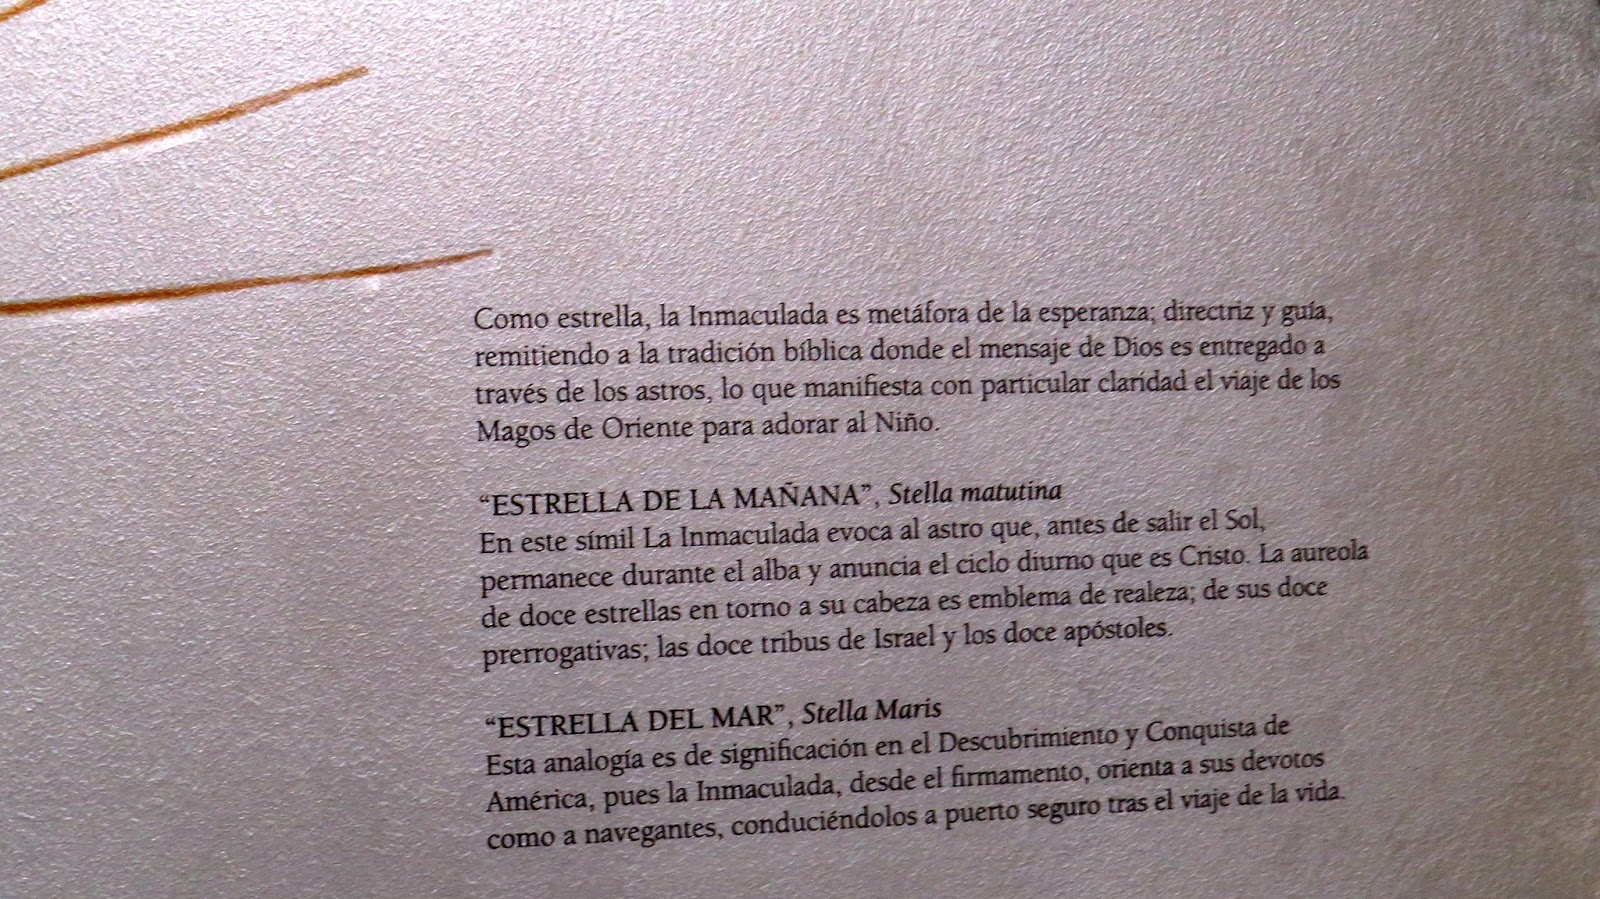 Como estrella, la Inmaculada es metáfora de la esperanza; directriz y guía,
remitiendo a la tradición bíblica donde el mensaje de Dios es entregado a
través de los astros, lo que manifiesta con particular claridad el viaje de los
Magos de Oriente para adorar al Niño.
“ESTRELLA DE LA MAÑANA”, Stella matutina
En este símil La Inmaculada evoca al astro que, antes de salir el Sol,
permanece durante el alba y anuncia el ciclo diurno que es Cristo. La aureola
de doce estrellas en torno a su cabeza es emblema de realeza; de sus doce
prerrogativas; las doce tribus de Israel y los doce apóstoles.
“ESTRELLA DEL MAR”, Stella Maris
Esta analogía es de significación en el Descubrimiento y Conquista de
América, pues la Inmaculada, desde el firmamento, orienta a sus devotos
como a navegantes, conduciéndolos a puerto seguro tras el viaje de la vida.